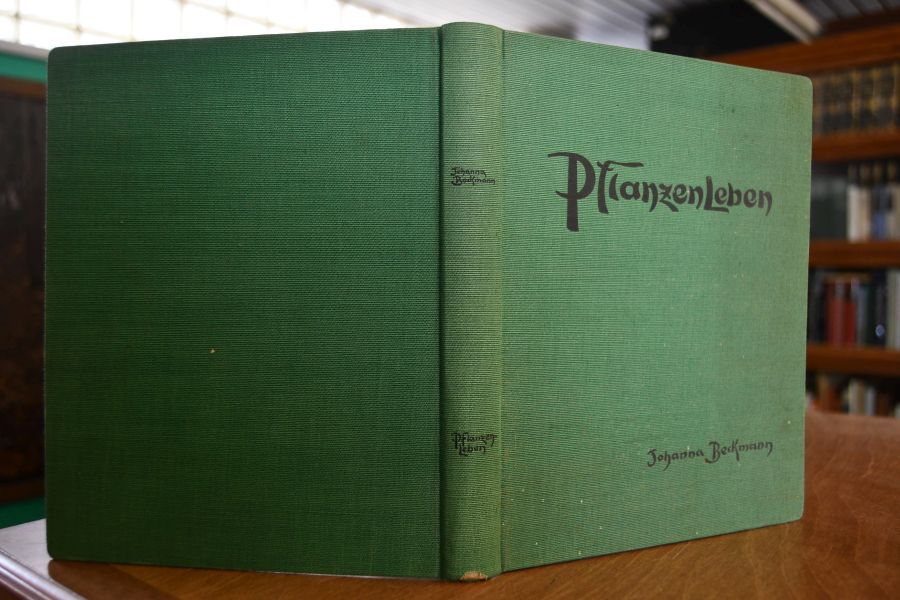 Johanna
Beckmann
Pflanzen-
Leben
PflanzenLeben
Johanna Beckmann